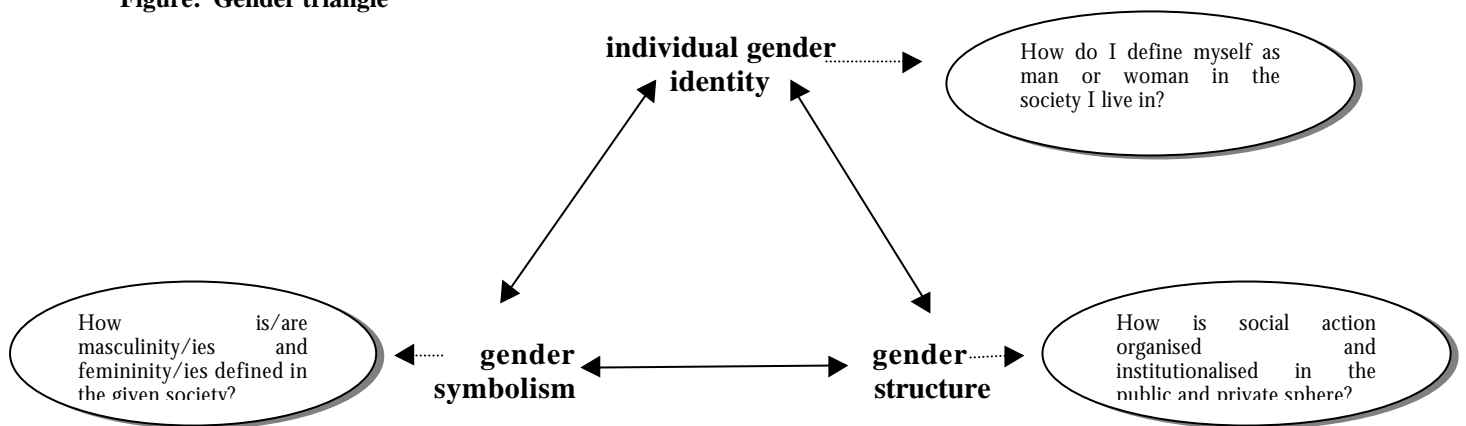 Figure: Gender triangle
individual gender
identity
How do I define myself as
man or woman in the
society I live in?
How is/are
masculinity/ies and
femininity/ies defined in
the given society?
gender
symbolism
gender
structure
How is social action
organised and
institutionalised in the
public and private sphere?